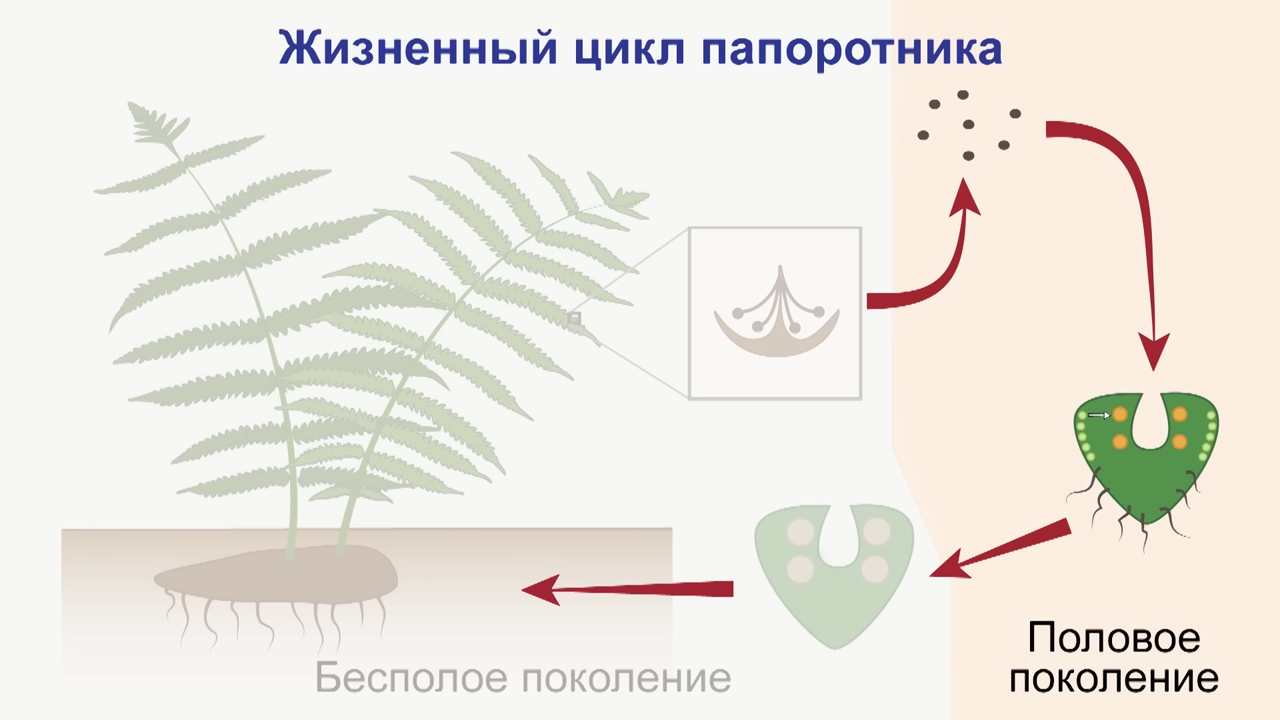 Жизненный цикл папоротника
Бесполое поколение
Половое
поколение